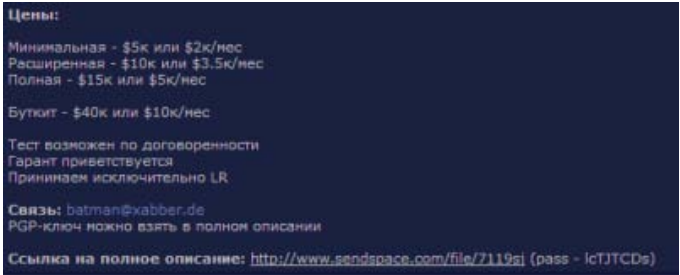 Цены:
Минимальная - $5к или $2к/мес
Расширенная - $10к или $3.5к/мес
Полная - $15к или $5к/мес
Буткит - $40к или $10к/мес
Тест возможен по договоренности
Гарант приветствуется
Принимаем исключительно LR
Связь: batman@xabber.de
PGP-ключ можно взять в полном описании
Ссылка на полное описание: http://www.sendspace.com/file/7119sj (pass - lcTJTCDs)